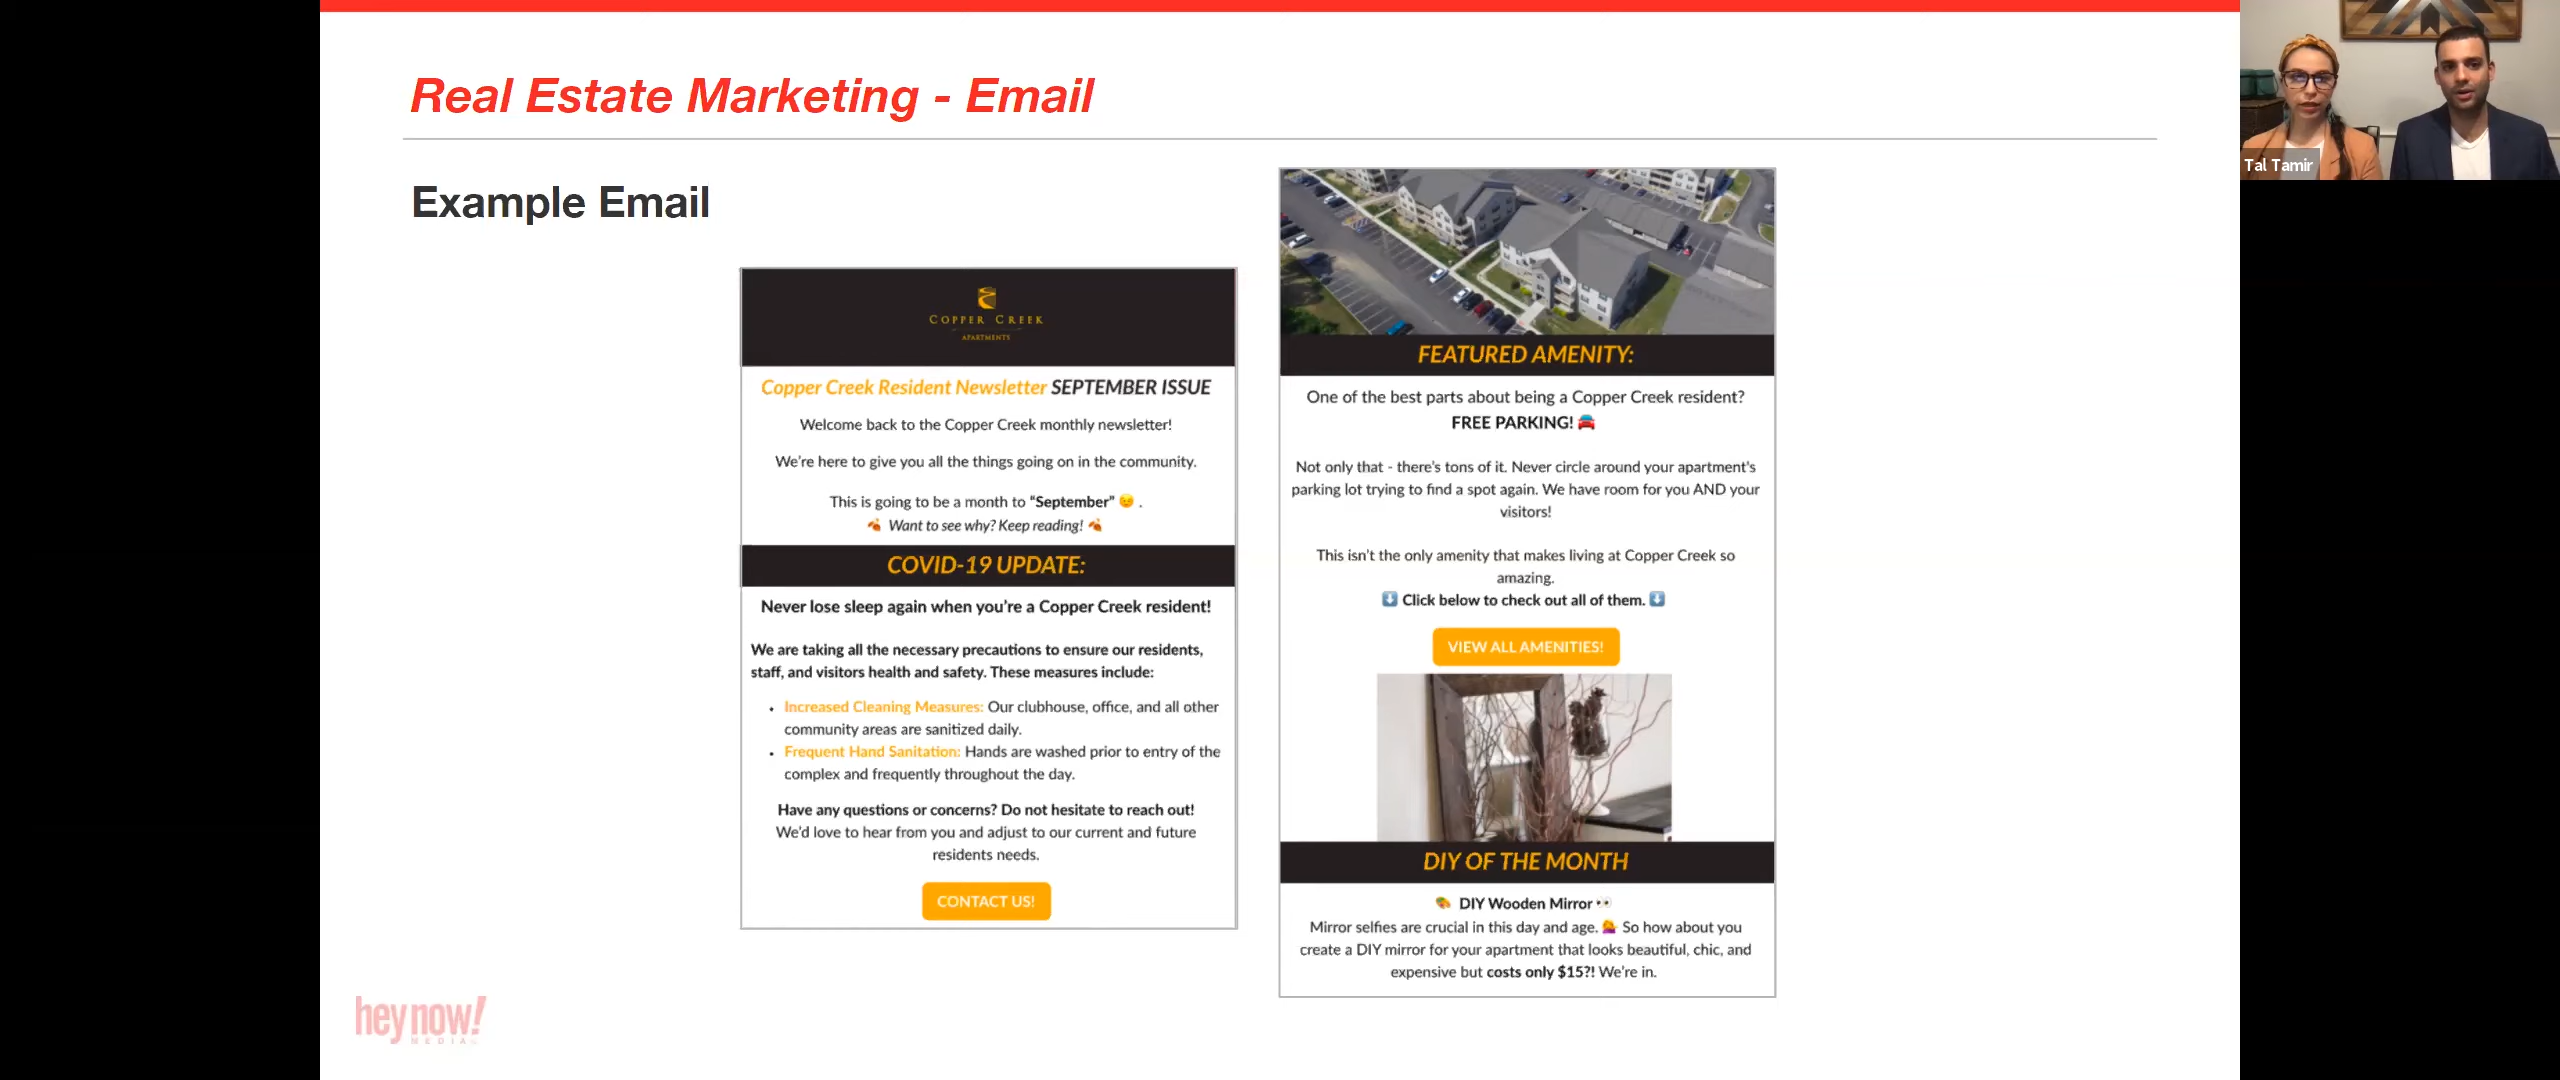 Real Estate Marketing - Email
Example Email
COPPER CREEK
APARTMENTS
Copper Creek Resident Newsletter SEPTEMBER ISSUE
Welcome back to the Copper Creek monthly newsletter!
We're here to give you all the things going on in the community.
This is going to be a month to “September” 😉 .
🍂 Want to see why? Keep reading! 🍂
COVID-19 UPDATE:
Never lose sleep again when you're a Copper Creek resident!
We are taking all the necessary precautions to ensure our residents,
staff, and visitors health and safety. These measures include:
• Increased Cleaning Measures: Our clubhouse, office, and all other
community areas are sanitized daily.
• Frequent Hand Sanitation: Hands are washed prior to entry of the
complex and frequently throughout the day.
Have any questions or concerns? Do not hesitate to reach out!
We'd love to hear from you and adjust to our current and future
residents needs.
CONTACT US!
FEATURED AMENITY:
One of the best parts about being a Copper Creek resident?
FREE PARKING! 🚘
Not only that - there's tons of it. Never circle around your apartment's
parking lot trying to find a spot again. We have room for you AND your
visitors!
This isn't the only amenity that makes living at Copper Creek so
amazing.
⬇️ Click below to check out all of them. ⬇️
VIEW ALL AMENITIES!
DIY OF THE MONTH
🎨 DIY Wooden Mirror 👀
Mirror selfies are crucial in this day and age. 💁‍♀️ So how about you
create a DIY mirror for your apartment that looks beautiful, chic, and
expensive but costs only $15?! We're in.
hey now!
MEDIA
Tal Tamir